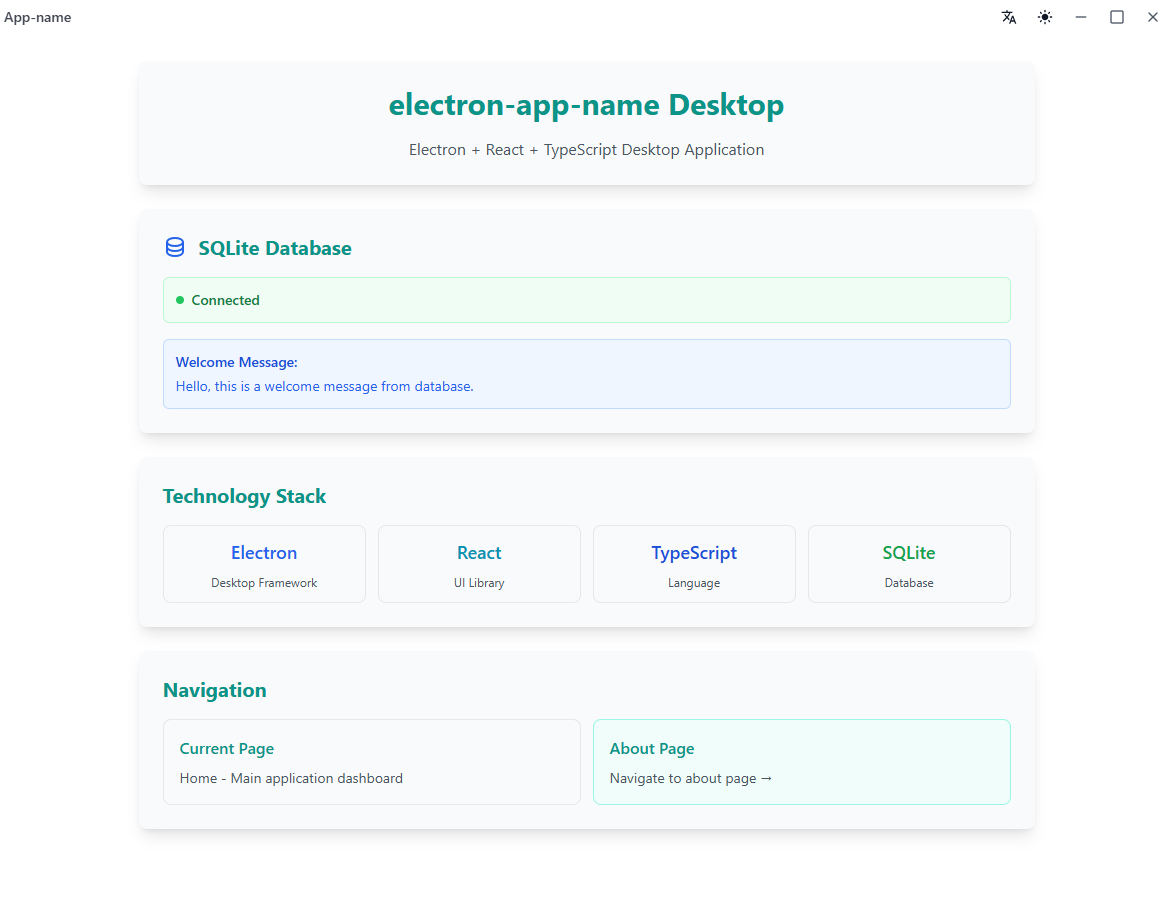 App-name
electron-app-name Desktop
Electron + React + TypeScript Desktop Application
SQLite Database
Connected
Welcome Message:
Hello, this is a welcome message from database.
Technology Stack
Electron
Desktop Framework
React
UI Library
TypeScript
Language
SQLite
Database
Navigation
Current Page
Home - Main application dashboard
About Page
Navigate to about page →